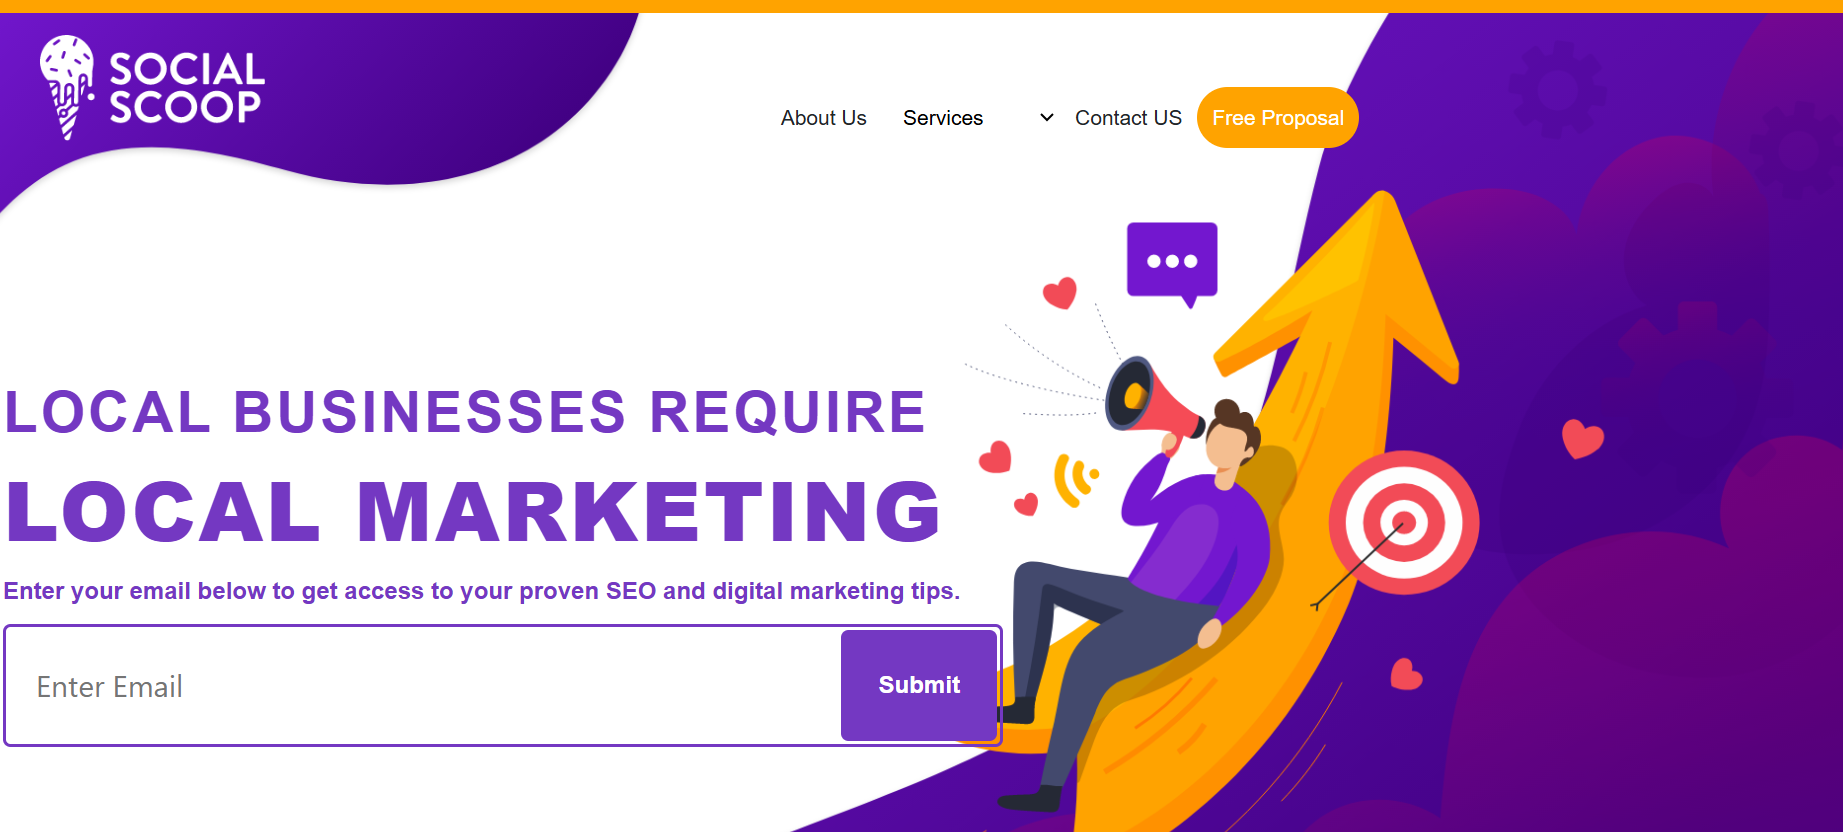 SOCIAL
SCOOP
About Us Services Contact US Free Proposal
LOCAL BUSINESSES REQUIRE
LOCAL MARKETING
Enter your email below to get access to your proven SEO and digital marketing tips.
Enter Email Submit